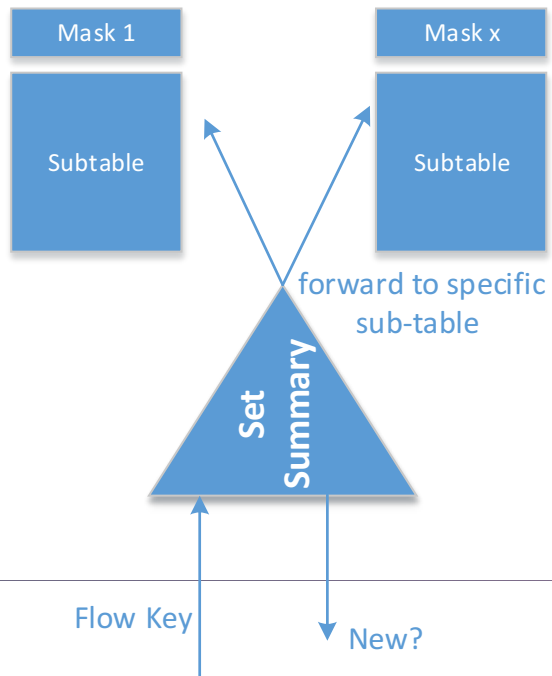 Mask 1
Mask x
Subtable
Subtable
forward to specific
sub-table
Set
Summary
Flow Key
New?